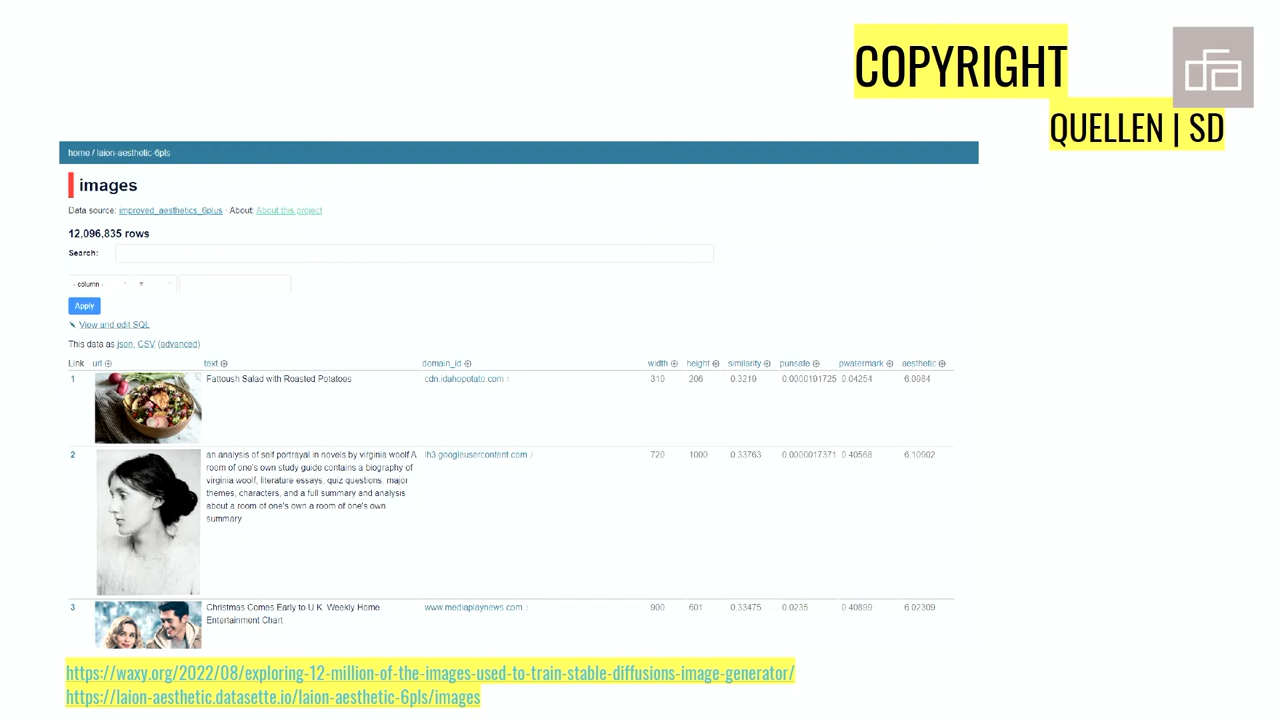 COPYRIGHT
dfa
QUELLEN | SD
home / laion-aesthetic-6pls
images
Data source: improved_aesthetics_6plus · About: About this project
12,096,835 rows
Search:
- column - =
Apply
View and edit SQL
This data as json, CSV (advanced)
Link url text domain_id width height similarity punsafe pwatermark aesthetic
1 Fattoush Salad with Roasted Potatoes cdn.idahopotato.com 1 310 206 0.3219 0.0000191725 0.04254 6.0984
2 an analysis of self portrayal in novels by virginia woolf A lh3.googleusercontent.com 720 1000 0.33763 0.0000017371 0.40568 6.10902
room of one's own study guide contains a biography of
virginia woolf, literature essays, quiz questions, major
themes, characters, and a full summary and analysis
about a room of one's own a room of one's own
summary
3 Christmas Comes Early to U.K. Weekly Home www.mediaplaynews.com 900 601 0.33475 0.0235 0.40899 6.02309
Entertainment Chart
https://waxy.org/2022/08/exploring-12-million-of-the-images-used-to-train-stable-diffusions-image-generator/
https://laion-aesthetic.datasette.io/laion-aesthetic-6pls/images